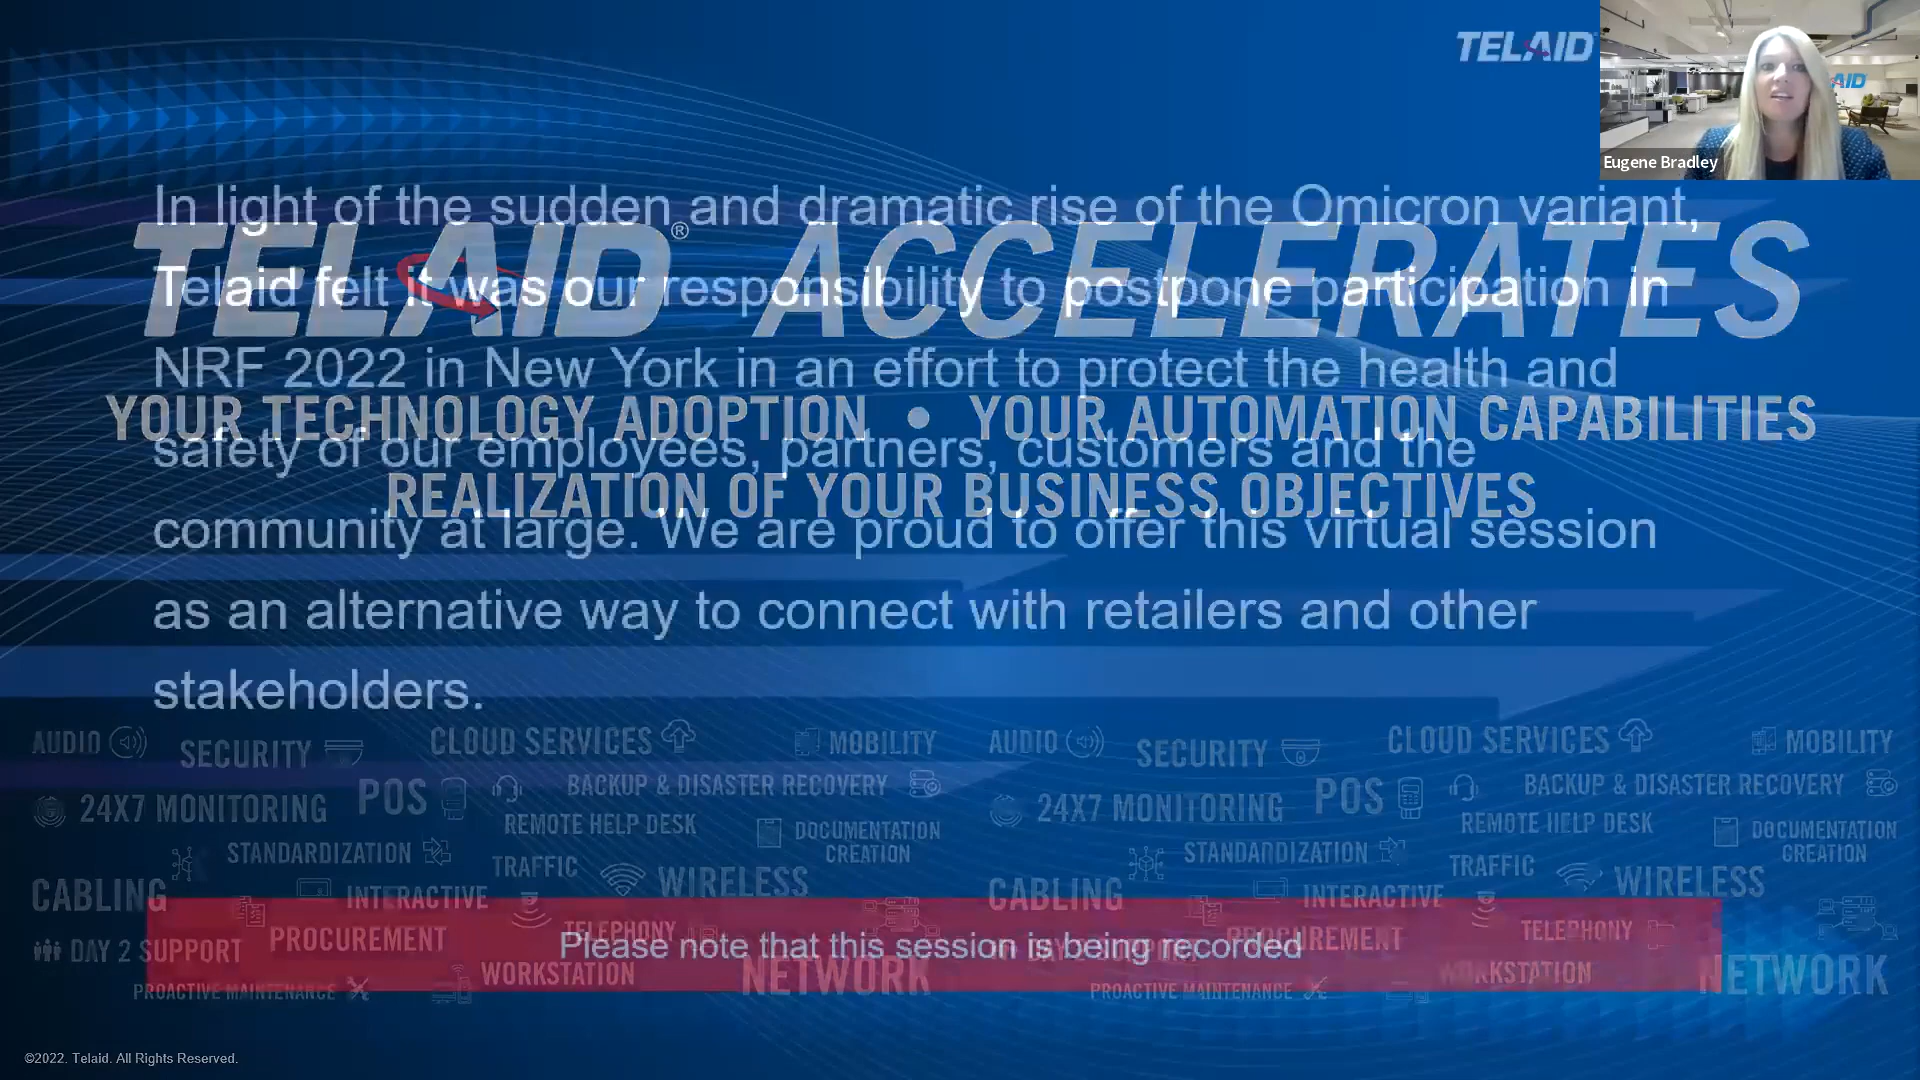 TELAID
AID
Eugene Bradley
In light of the sudden and dramatic rise of the Omicron variant,
TELAID® ACCELERATES
Telaid felt it was our responsibility to postpone participation in
NRF 2022 in New York in an effort to protect the health and
YOUR TECHNOLOGY ADOPTION • YOUR AUTOMATION CAPABILITIES
safety of our employees, partners, customers and the
REALIZATION OF YOUR BUSINESS OBJECTIVES
community at large. We are proud to offer this virtual session
as an alternative way to connect with retailers and other
stakeholders.
AUDIO SECURITY CLOUD SERVICES MOBILITY AUDIO SECURITY CLOUD SERVICES MOBILITY
24X7 MONITORING POS BACKUP & DISASTER RECOVERY 24X7 MONITORING POS BACKUP & DISASTER RECOVERY
REMOTE HELP DESK DOCUMENTATION REMOTE HELP DESK DOCUMENTATION
STANDARDIZATION CREATION STANDARDIZATION CREATION
TRAFFIC WIRELESS TRAFFIC WIRELESS
CABLING INTERACTIVE CABLING INTERACTIVE
DAY 2 SUPPORT PROCUREMENT TELEPHONY PROCUREMENT TELEPHONY
Please note that this session is being recorded
PROACTIVE MAINTENANCE WORKSTATION NETWORK PROACTIVE MAINTENANCE WORKSTATION NETWORK
©2022. Telaid. All Rights Reserved.